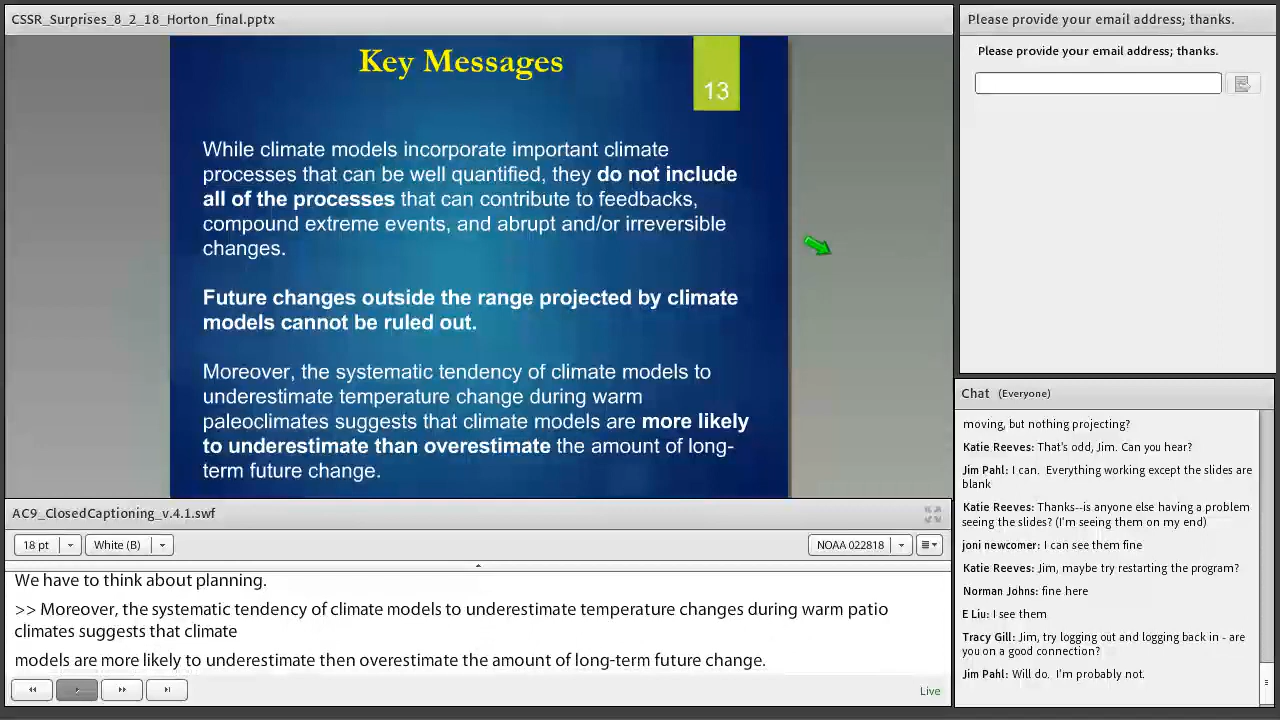 CSSR_Surprises_8_2_18_Horton_final.pptx
Key Messages
13
While climate models incorporate important climate
processes that can be well quantified, they do not include
all of the processes that can contribute to feedbacks,
compound extreme events, and abrupt and/or irreversible
changes.
Future changes outside the range projected by climate
models cannot be ruled out.
Moreover, the systematic tendency of climate models to
underestimate temperature change during warm
paleoclimates suggests that climate models are more likely
to underestimate than overestimate the amount of long-
term future change.
AC9_ClosedCaptioning_v.4.1.swf
18 pt
White (B)
NOAA 022818
We have to think about planning.
>> Moreover, the systematic tendency of climate models to underestimate temperature changes during warm patio
climates suggests that climate
models are more likely to underestimate then overestimate the amount of long-term future change.
Live
Please provide your email address; thanks.
Please provide your email address; thanks.
Chat (Everyone)
moving, but nothing projecting?
Katie Reeves: That's odd, Jim. Can you hear?
Jim Pahl: I can. Everything working except the slides are
blank
Katie Reeves: Thanks--is anyone else having a problem
seeing the slides? (I'm seeing them on my end)
joni newcomer: I can see them fine
Katie Reeves: Jim, maybe try restarting the program?
Norman Johns: fine here
E Liu: I see them
Tracy Gill: Jim, try logging out and logging back in - are
you on a good connection?
Jim Pahl: Will do. I'm probably not.